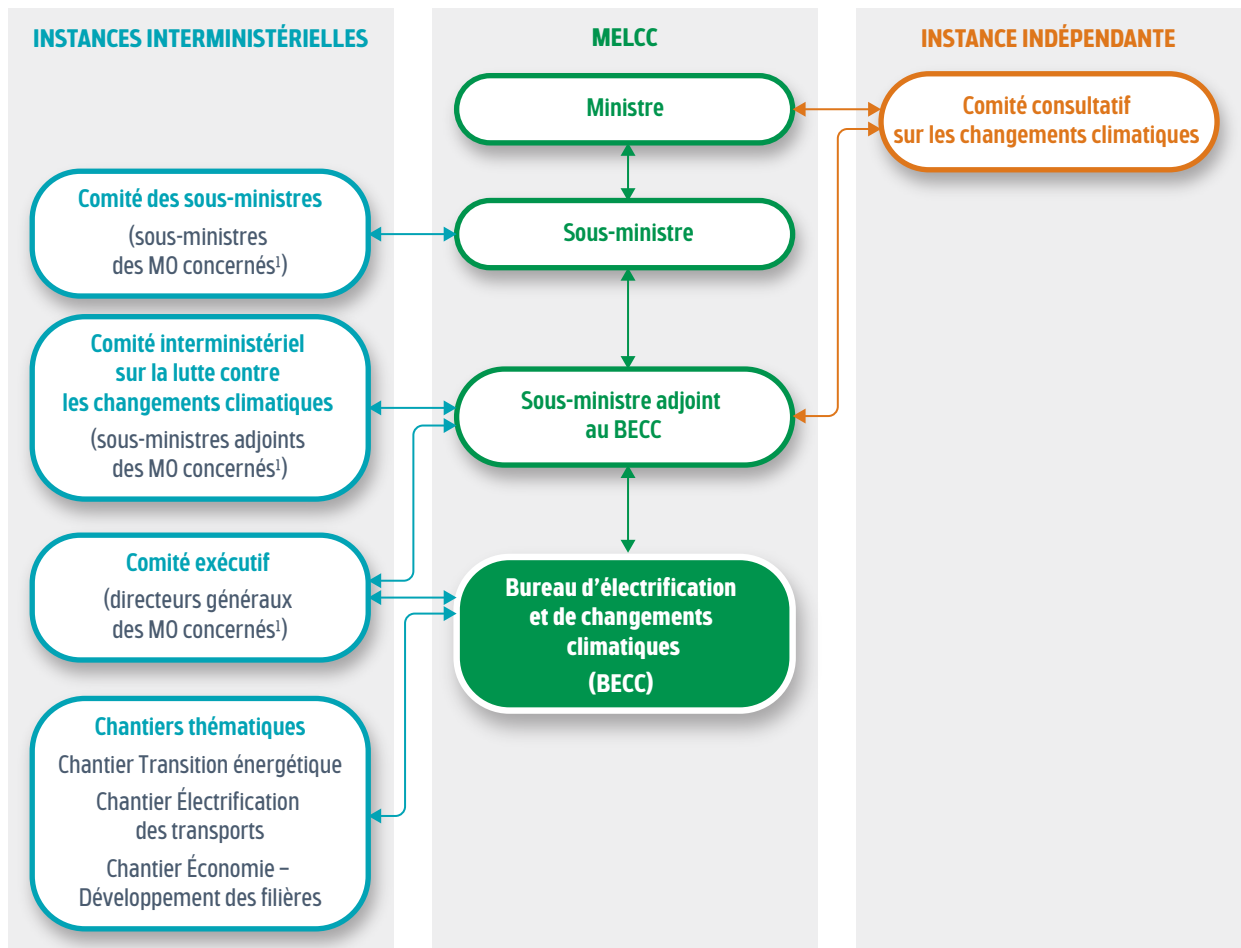 INSTANCES INTERMINISTÉRIELLES
Comité des sous-ministres
(sous-ministres
des MO concernés¹)
Comité interministériel
sur la lutte contre
les changements climatiques
(sous-ministres adjoints
des MO concernés¹)
Comité exécutif
(directeurs généraux
des MO concernés¹)
Chantiers thématiques
Chantier Transition énergétique
Chantier Électrification
des transports
Chantier Économie –
Développement des filières
MELCC
Ministre
Sous-ministre
Sous-ministre adjoint
au BECC
Bureau d’électrification
et de changements
climatiques
(BECC)
INSTANCE INDÉPENDANTE
Comité consultatif
sur les changements climatiques